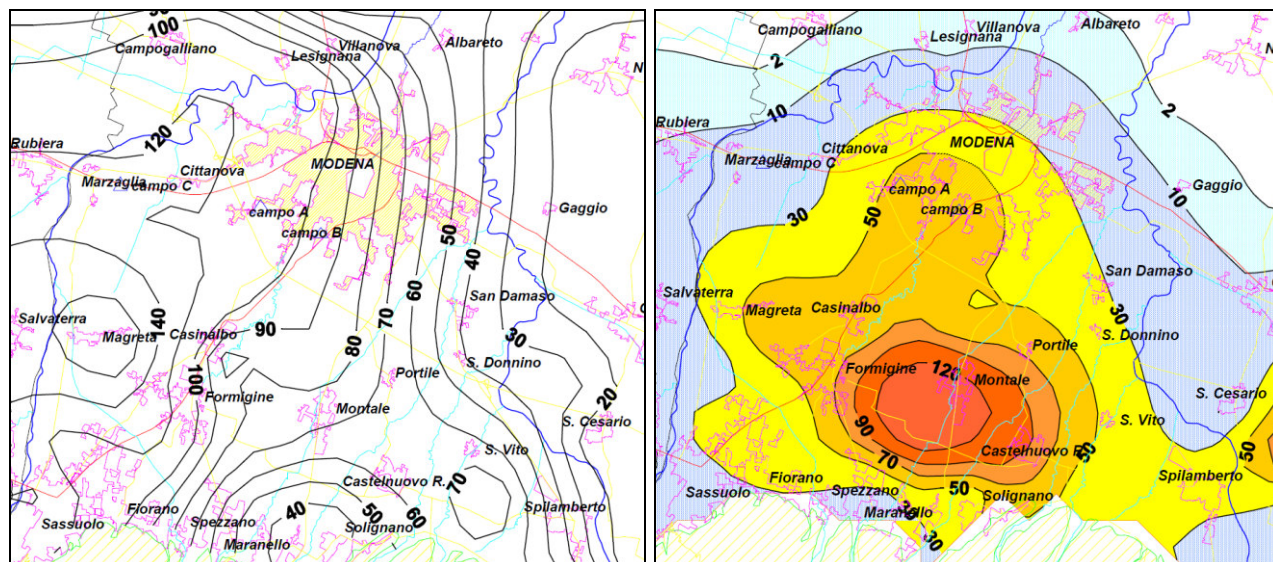 100
Campogalliano
Villanova
Albareto
Lesignana
N
120
Rubiera
MODENA
Cittanova
Marzaglia
campo C
campo A
Gaggio
campo B
50
40
60
San Damaso
Salvaterra
140
Magreta
Casinalbo
90
70
80
30
S. Donnino
100
Portile
Formigine
20
Montale
S. Cesario
S. Vito
Castelnuovo R.
70
Fiorano
40
50
60
Spilamberto
Sassuolo
Spezzano
Solignano
Maranello
Campogalliano
Villanova
Albareto
Lesignana
N
2
10
2
Rubiera
MODENA
Cittanova
Marzaglia
campo C
campo A
Gaggio
50
campo B
10
30
San Damaso
Salvaterra
Magreta
Casinalbo
30
S. Donnino
Portile
Formigine
120
Montale
S. Cesario
90
S. Vito
70
Castelnuovo R.
50
50
Fiorano
Spilamberto
Sassuolo
Spezzano
50
Solignano
Maranello
30
30